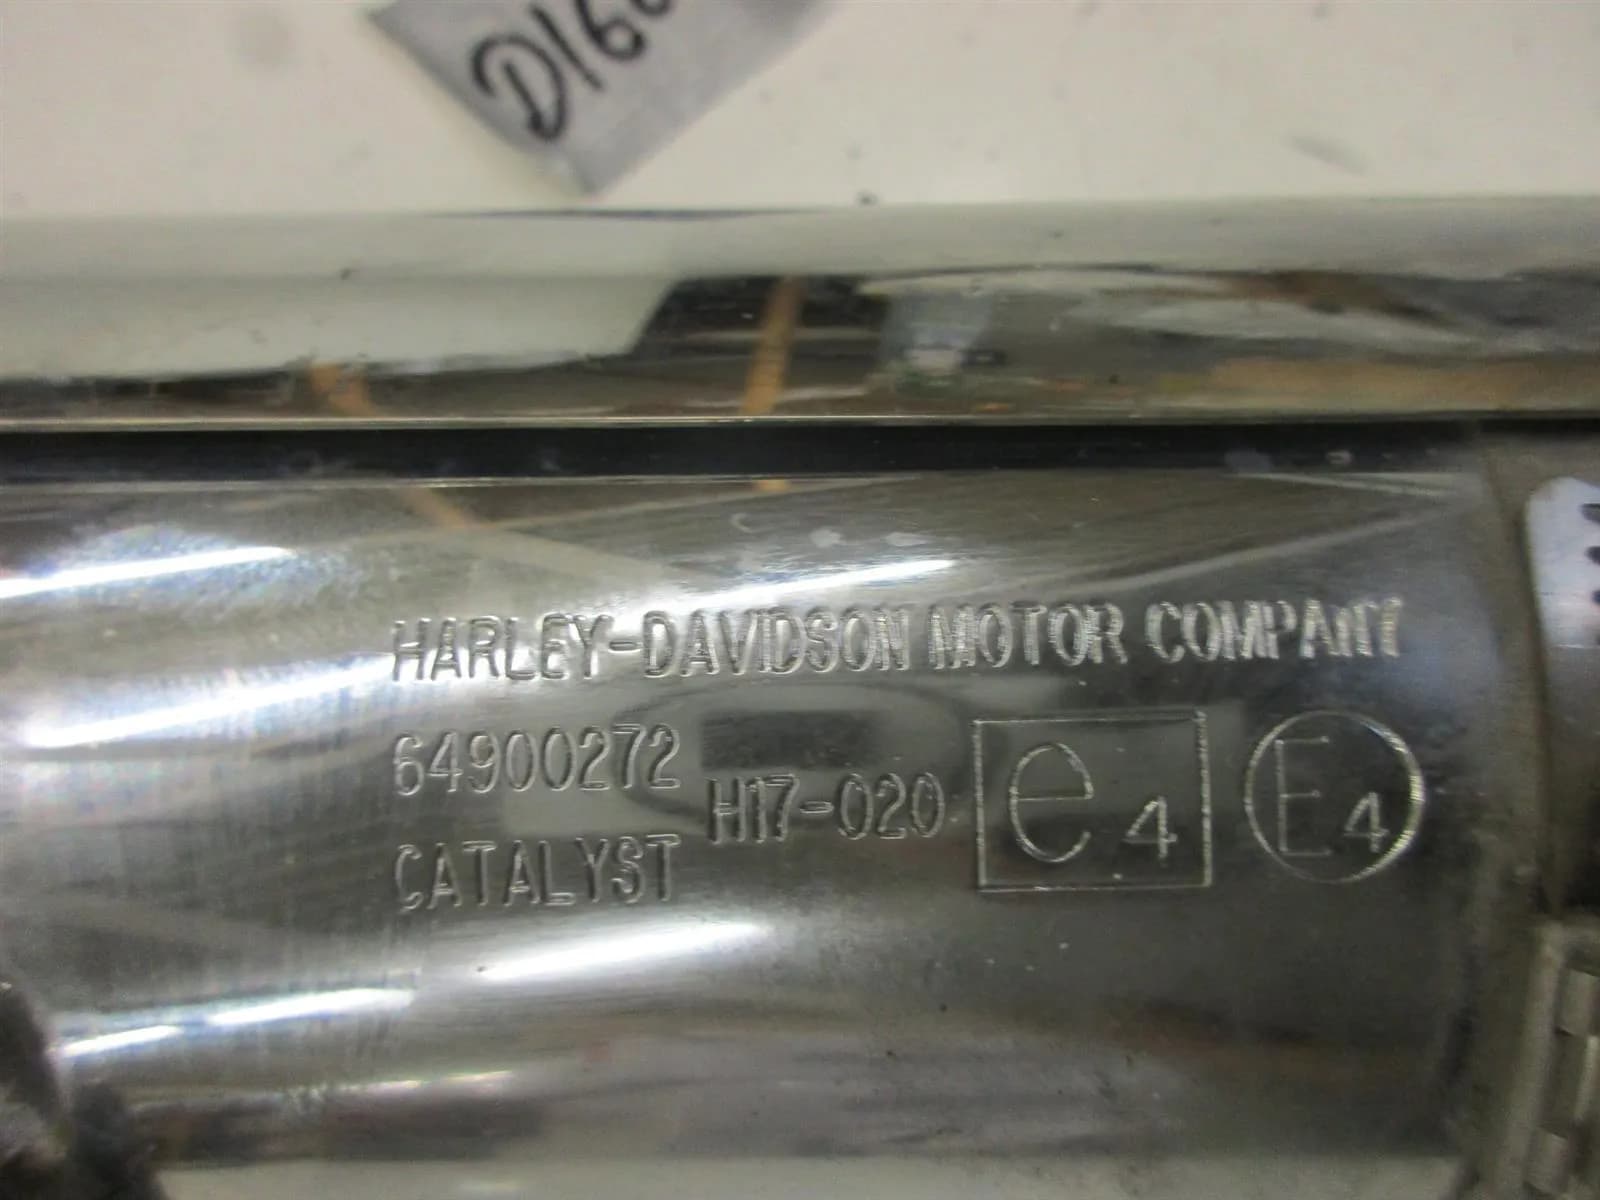 HARLEY-DAVIDSON MOTOR COMPANY
64900272
H17-020
e4
E4
CATALYST